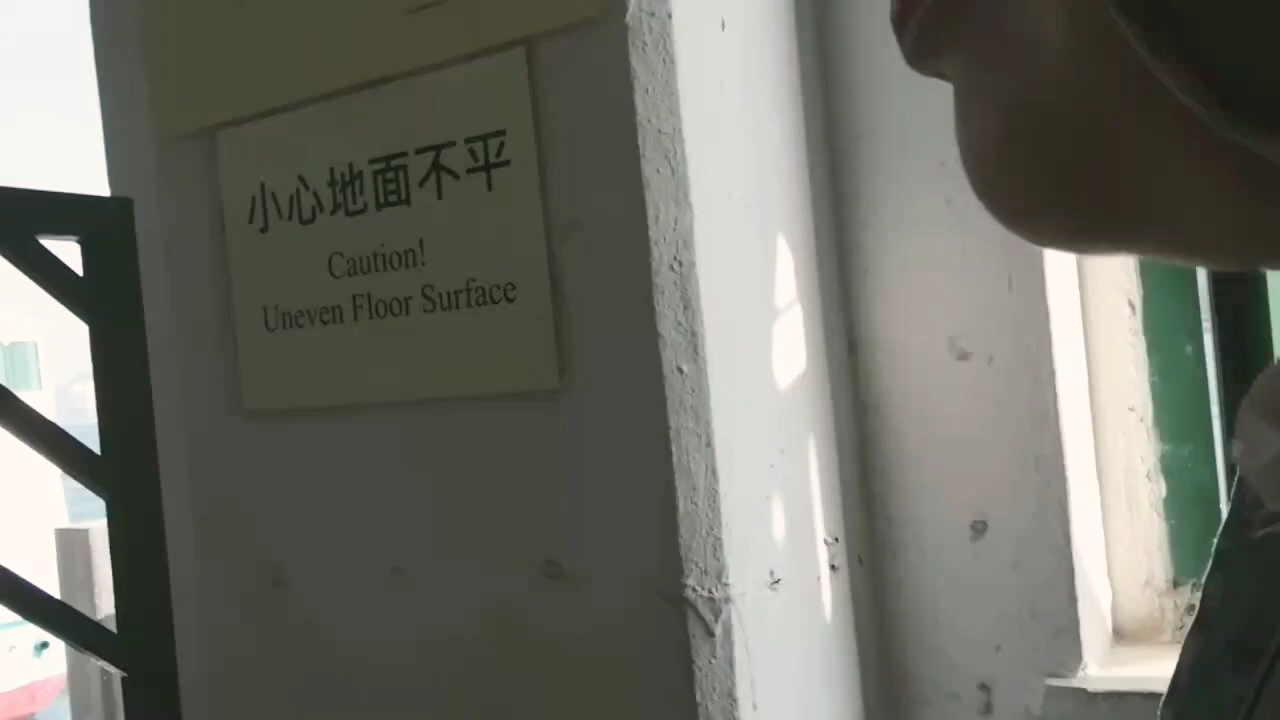 小心地面不平
Caution!
Uneven Floor Surface